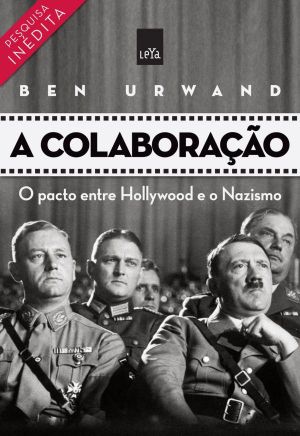 PESQUISA
INÉDITA
LeYa
BEN URWAND
A COLABORAÇÃO
O pacto entre Hollywood e o Nazismo